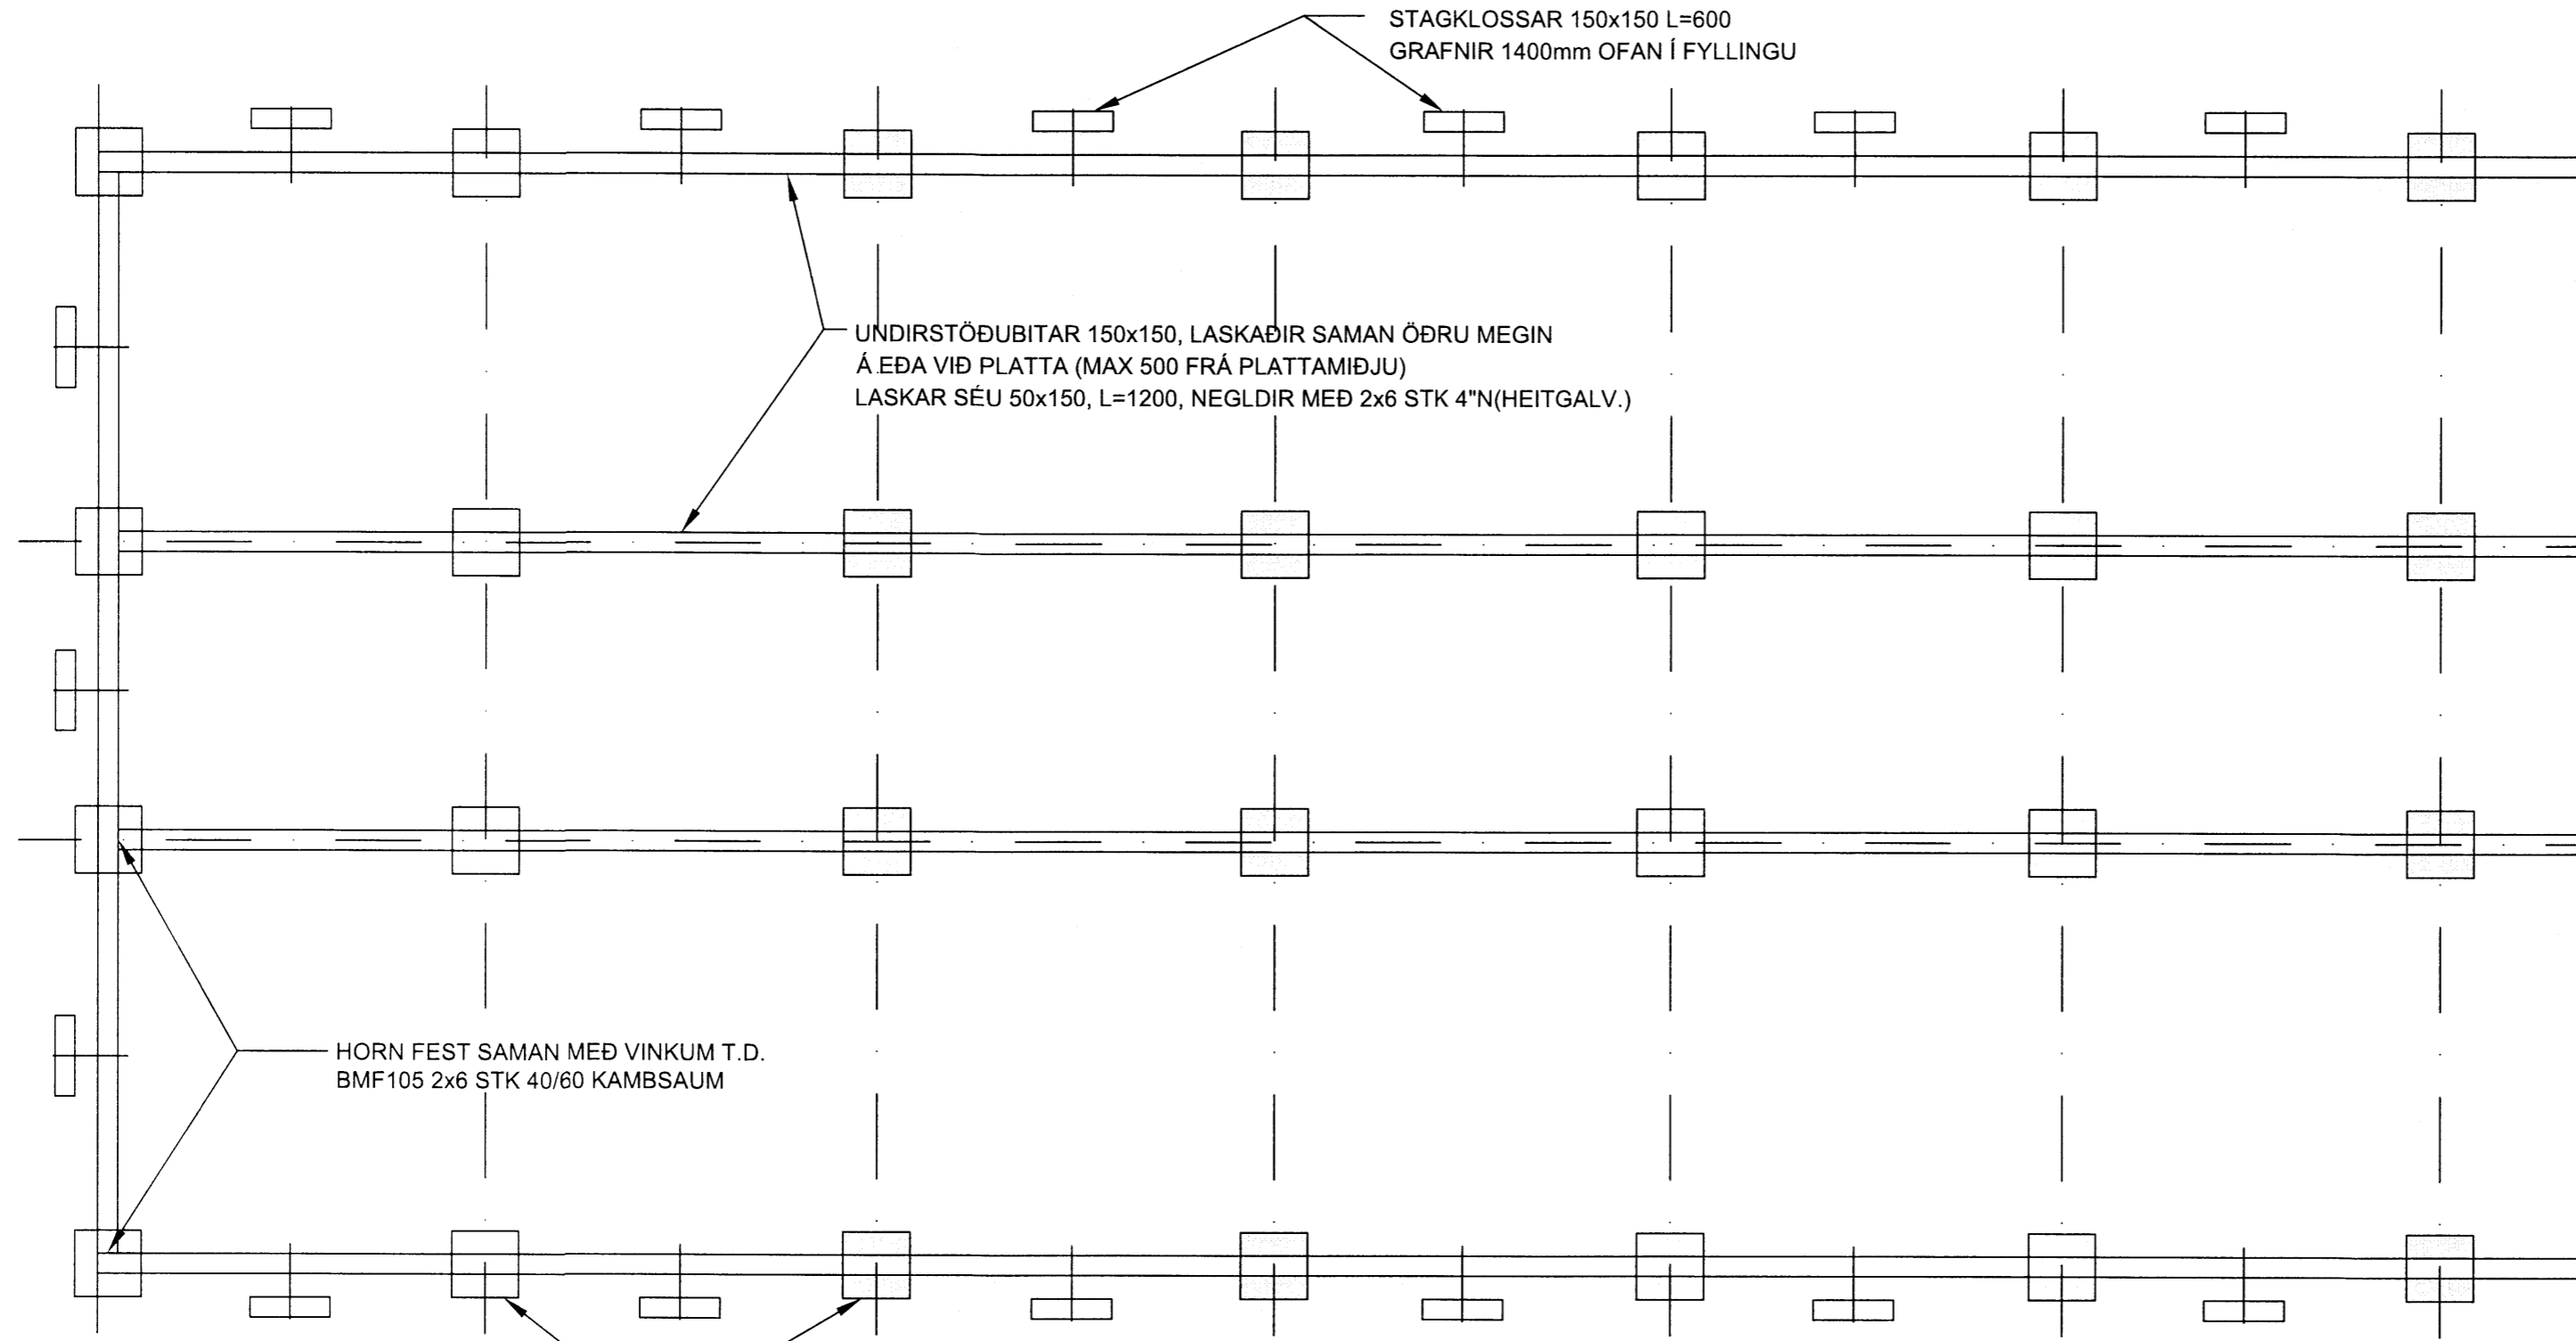 STAGKLOSSAR 150x150 L=600
GRAFNIR 1400mm OFAN Í FYLLINGU
UNDIRSTÖÐUBITAR 150x150, LASKAÐIR SAMAN ÖÐRU MEGIN
Á EÐA VIÐ PLATTA (MAX 500 FRÁ PLATTAMIÐJU)
LASKAR SÉU 50x150, L=1200, NEGLDIR MEÐ 2x6 STK 4"N(HEITGALV.)
HORN FEST SAMAN MEÐ VINKUM T.D.
BMF105 2x6 STK 40/60 KAMBSAUM